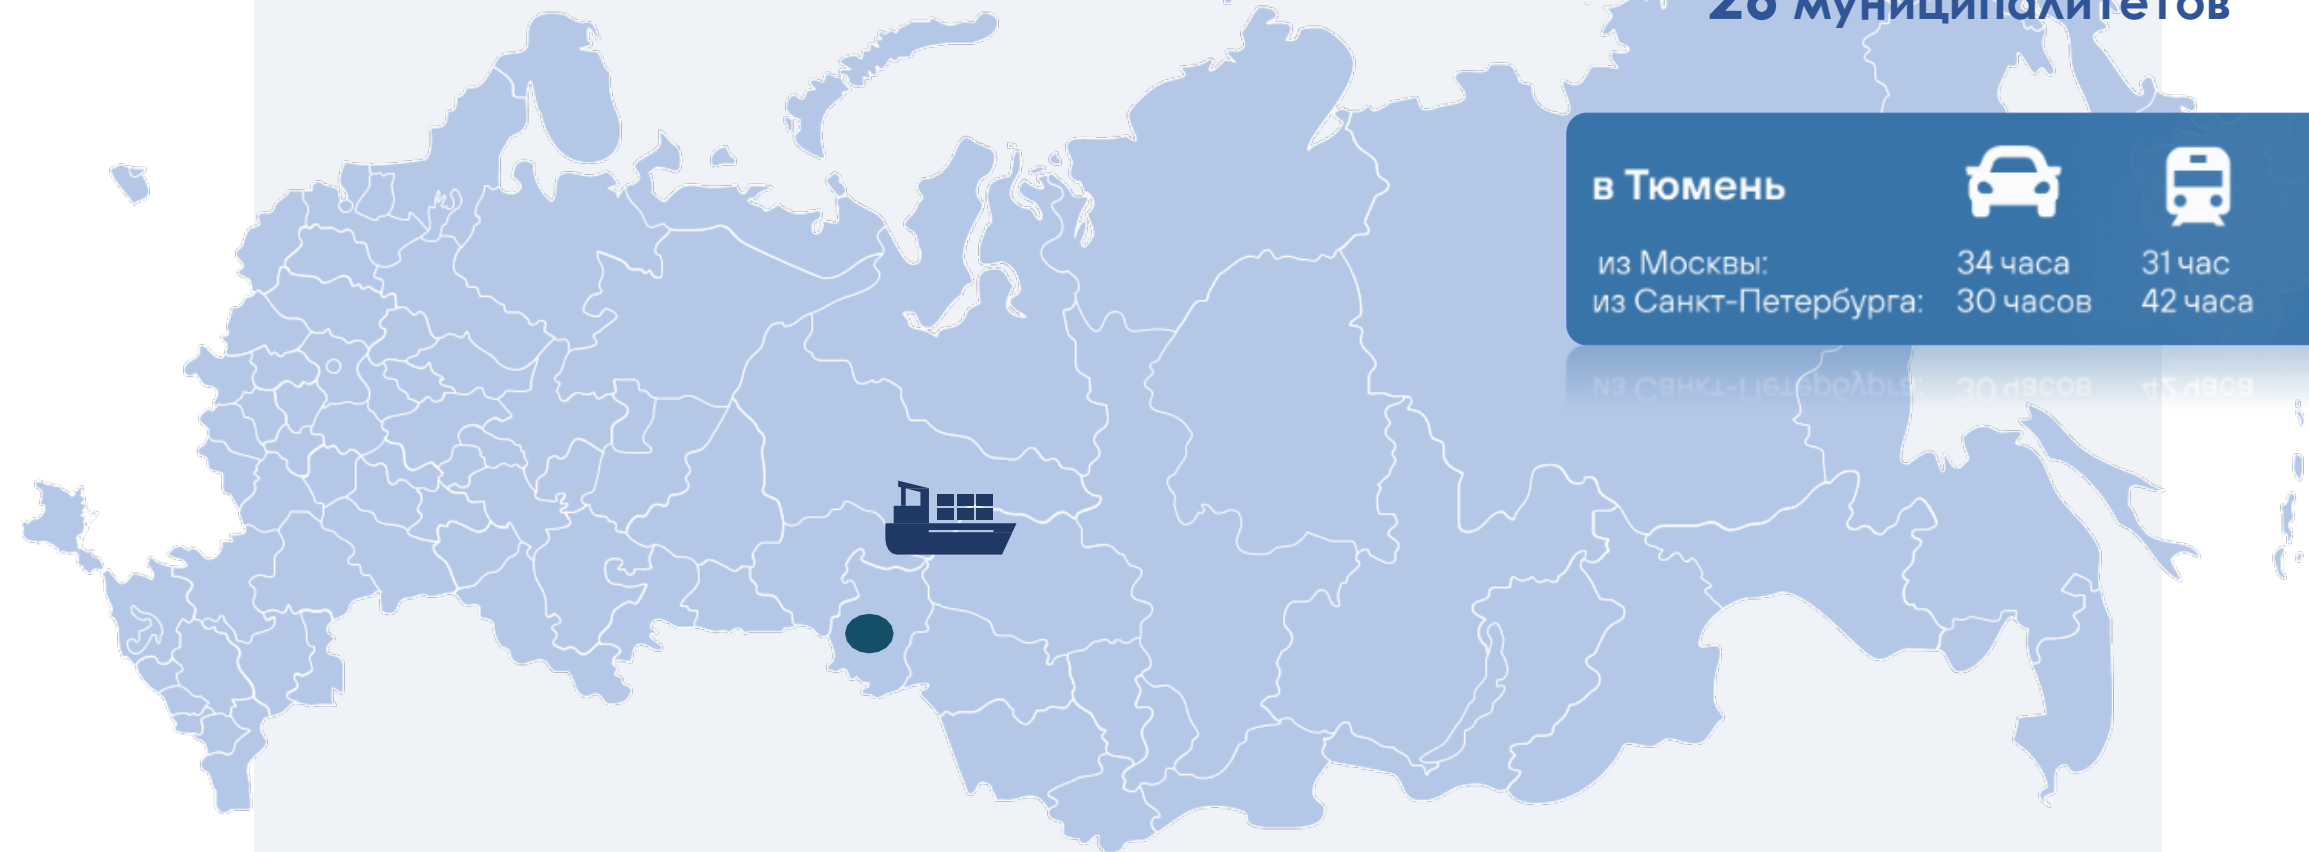 26 муниципалитетов
в Тюмень
из Москвы: 34 часа 31 час
из Санкт-Петербурга: 30 часов 42 часа